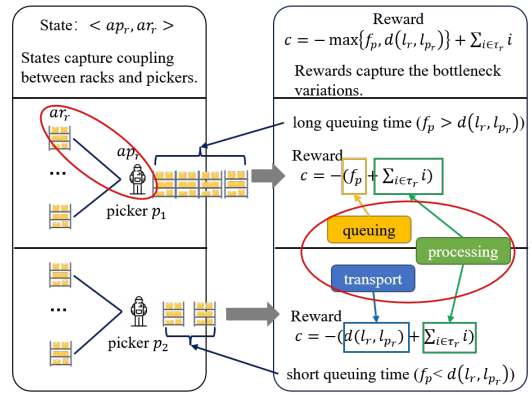 State: < ap_r, ar_r >
States capture coupling
between racks and pickers.
Reward
c = − max{f_p, d(l_r, l_{p_r})} + ∑_{i∈τ_r} i
Rewards capture the bottleneck
variations.
ar_r
ap_r
...
picker p_1
long queuing time (f_p > d(l_r, l_{p_r}))
Reward
c = −(f_p + ∑_{i∈τ_r} i)
queuing
processing
transport
...
picker p_2
Reward
c = −(d(l_r, l_{p_r}) + ∑_{i∈τ_r} i)
short queuing time (f_p < d(l_r, l_{p_r}))